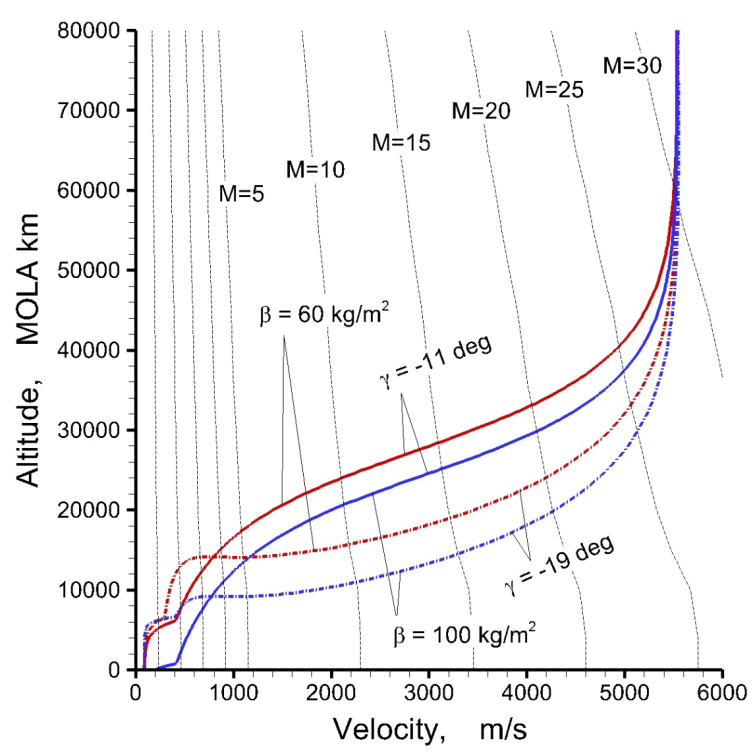 80000
70000
60000
50000
40000
30000
20000
10000
0
Altitude, MOLA km
M=5
M=10
M=15
M=20
M=25
M=30
β = 60 kg/m²
γ = -11 deg
γ = -19 deg
β = 100 kg/m²
0 1000 2000 3000 4000 5000 6000
Velocity, m/s